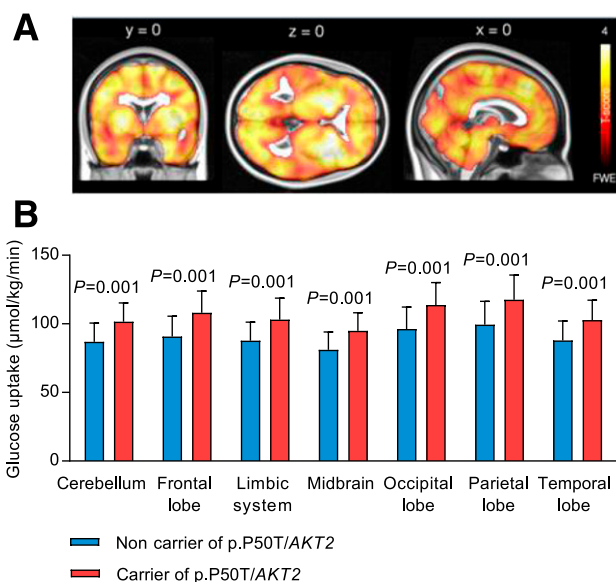 A
y = 0
z = 0
x = 0
4
T-score
FWE
B
Glucose uptake (μmol/kg/min)
150
100
50
0
P=0.001
P=0.001
P=0.001
P=0.001
P=0.001
P=0.001
P=0.001
Cerebellum
Frontal
lobe
Limbic
system
Midbrain
Occipital
lobe
Parietal
lobe
Temporal
lobe
Non carrier of p.P50T/AKT2
Carrier of p.P50T/AKT2